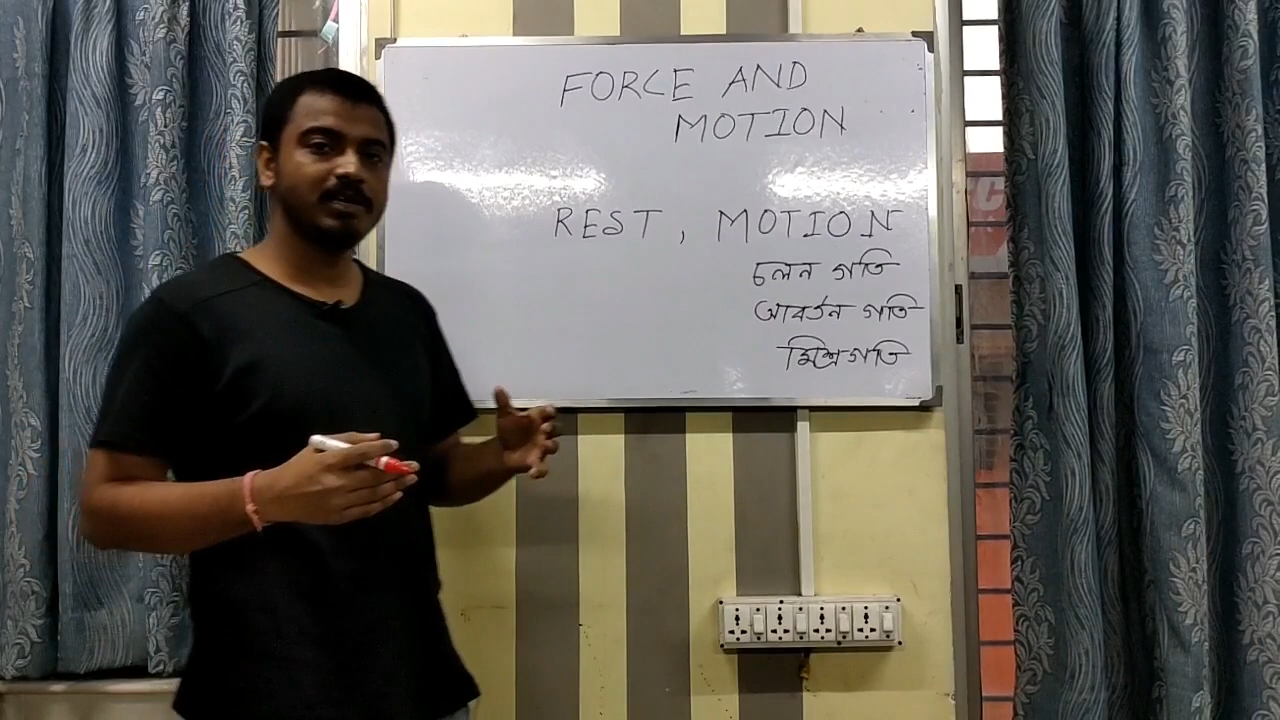 FORCE AND
MOTION
REST, MOTION
চলন গতি
আবর্তন গতি
মিশ্রগতি